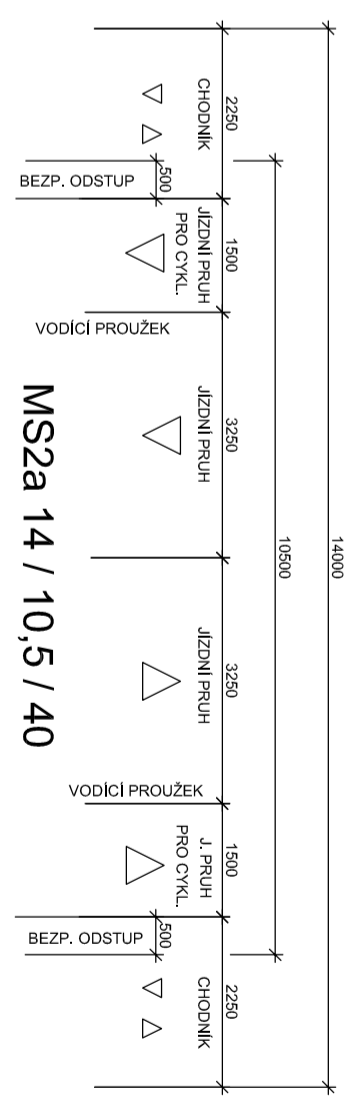 14000
10500
2250
1500
3250
3250
1500
2250
CHODNÍK
500
BEZP. ODSTUP
JÍZDNÍ PRUH
PRO CYKL.
VODÍCÍ PROUŽEK
JÍZDNÍ PRUH
JÍZDNÍ PRUH
VODÍCÍ PROUŽEK
J. PRUH
PRO CYKL.
500
BEZP. ODSTUP
CHODNÍK
MS2a 14 / 10,5 / 40